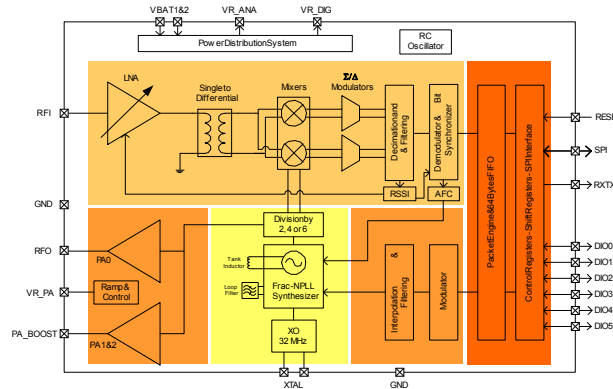 VBAT1&2 VR_ANA VR_DIG
PowerDistributionSystem
RC
Oscillator
LNA
Singleto
Differential
Mixers
Σ/Δ
Modulators
RFI
Decimationand
& Filtering
Demodulator & Bit
Synchronizer
RSSI
AFC
PacketEngine&64BytesFIFO
ControlRegisters-ShiftRegisters-SPIInterface
SPI
RXTX
GND
RFO
PA0
VR_PA
Ramp&
Control
PA_BOOST
PA1&2
Divisionby
2, 4 or 6
Tank
Inductor
Loop
Filter
Frac-NPLL
Synthesizer
XO
32 MHz
XTAL
Interpolation &
Filtering
Modulator
GND
DIO0
DIO1
DIO2
DIO3
DIO4
DIO5